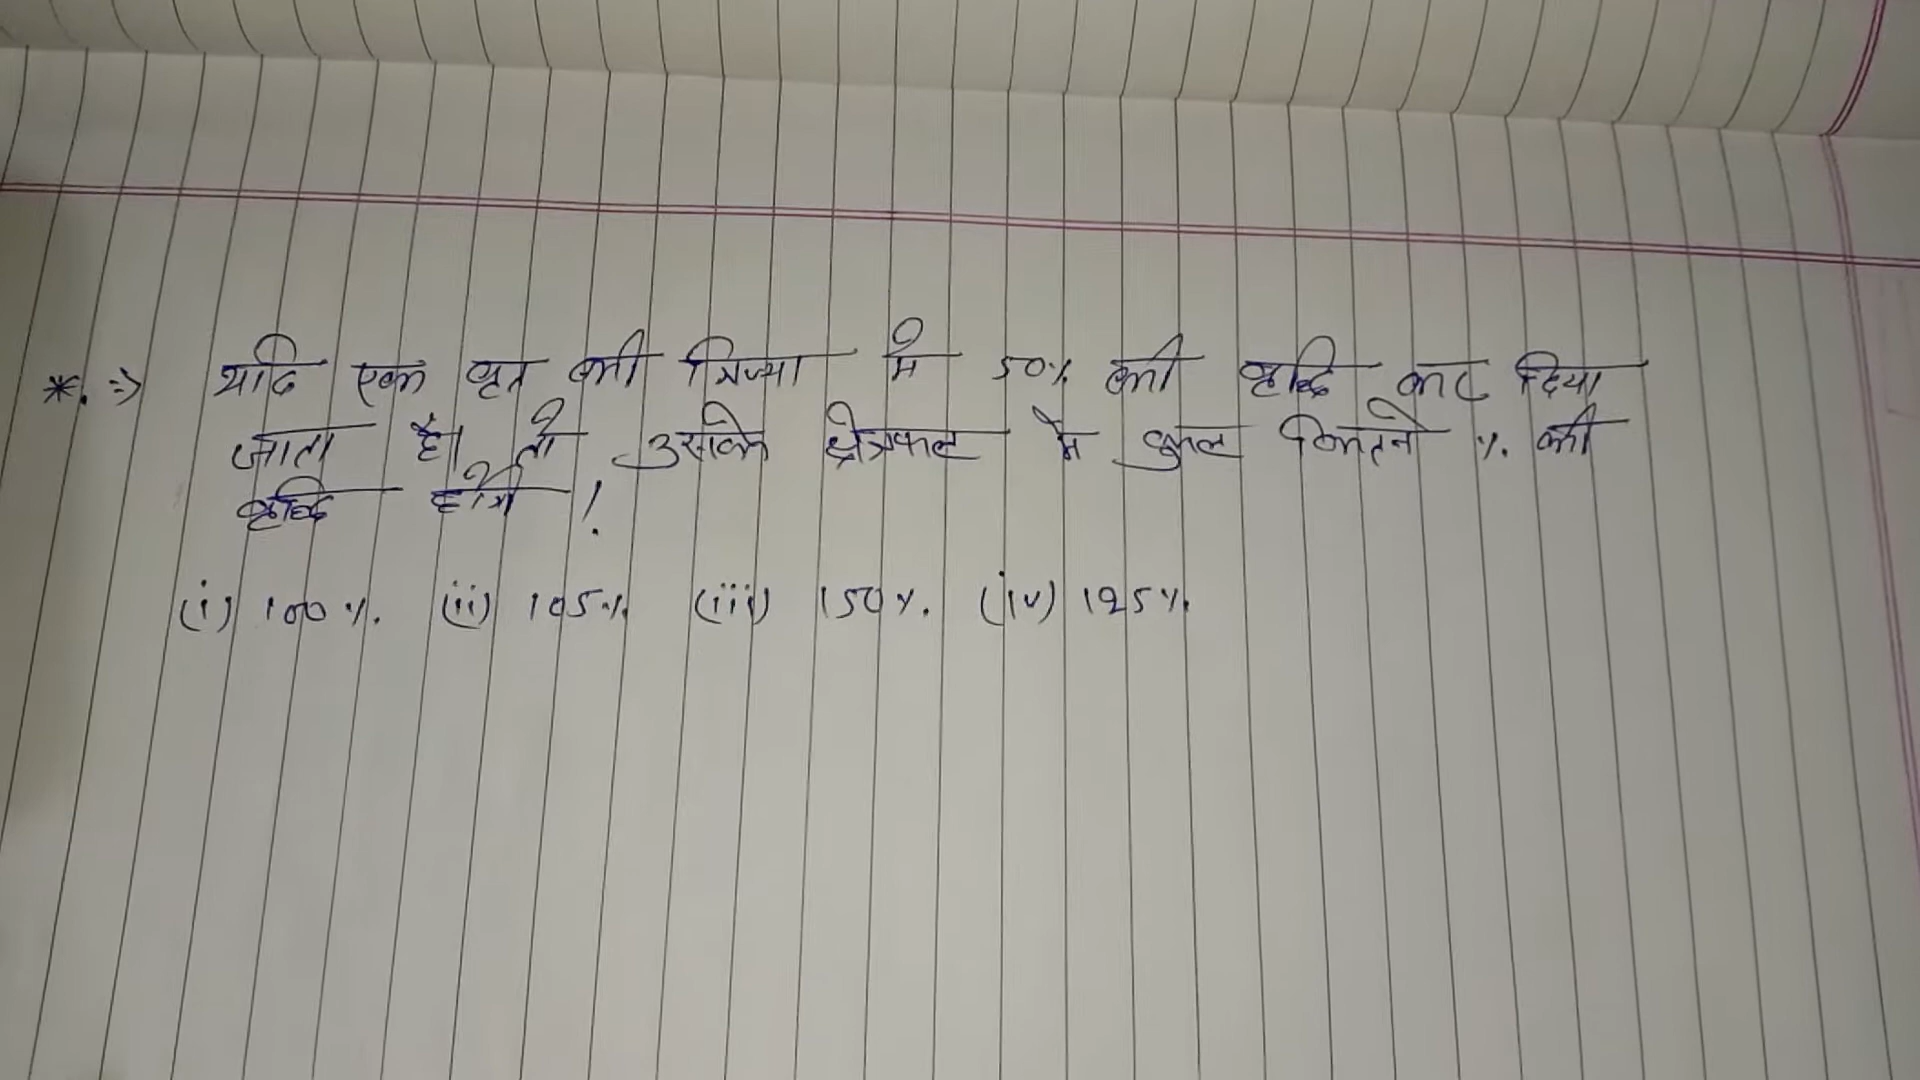 *. ⇒ यदि एक वृत की त्रिज्या मे 50% की वृद्धि कर दिया
जाता है। तो उसके क्षेत्रफल मे कुल कितने % की
वृद्धि होगी !
(i) 100%. (ii) 105% (iii) 150%. (iv) 125%